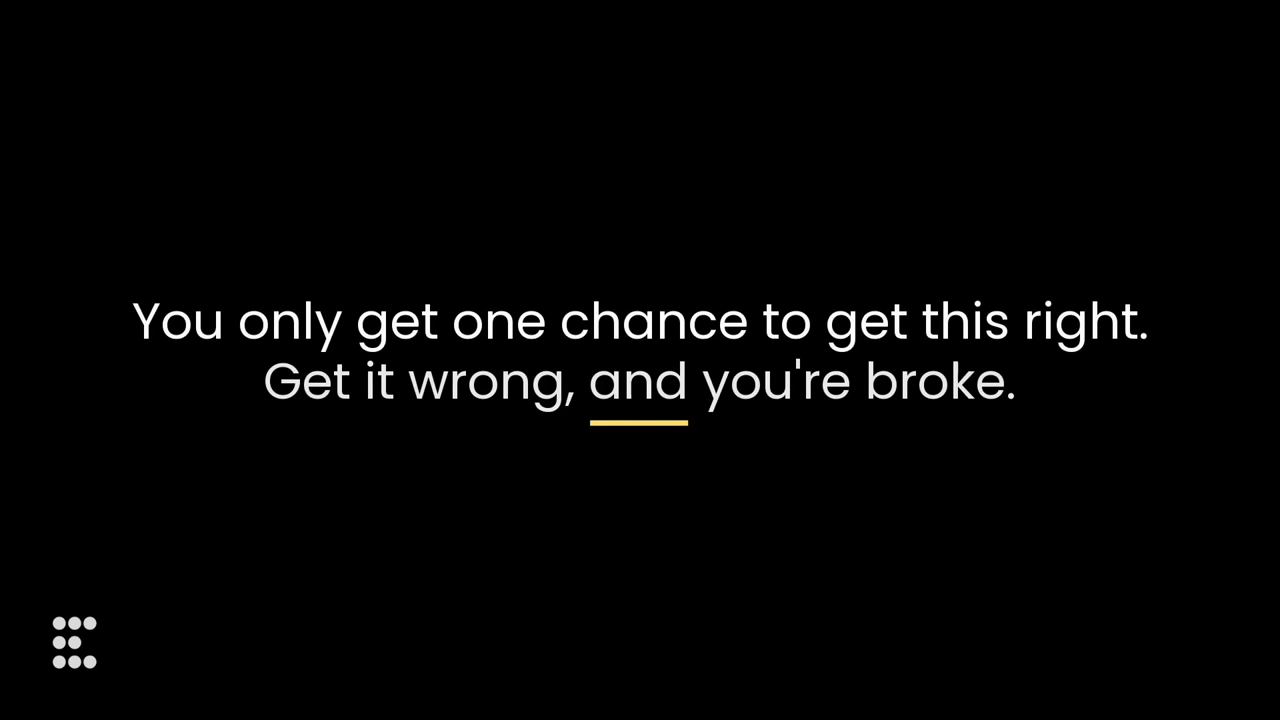 You only get one chance to get this right.
Get it wrong, and you're broke.